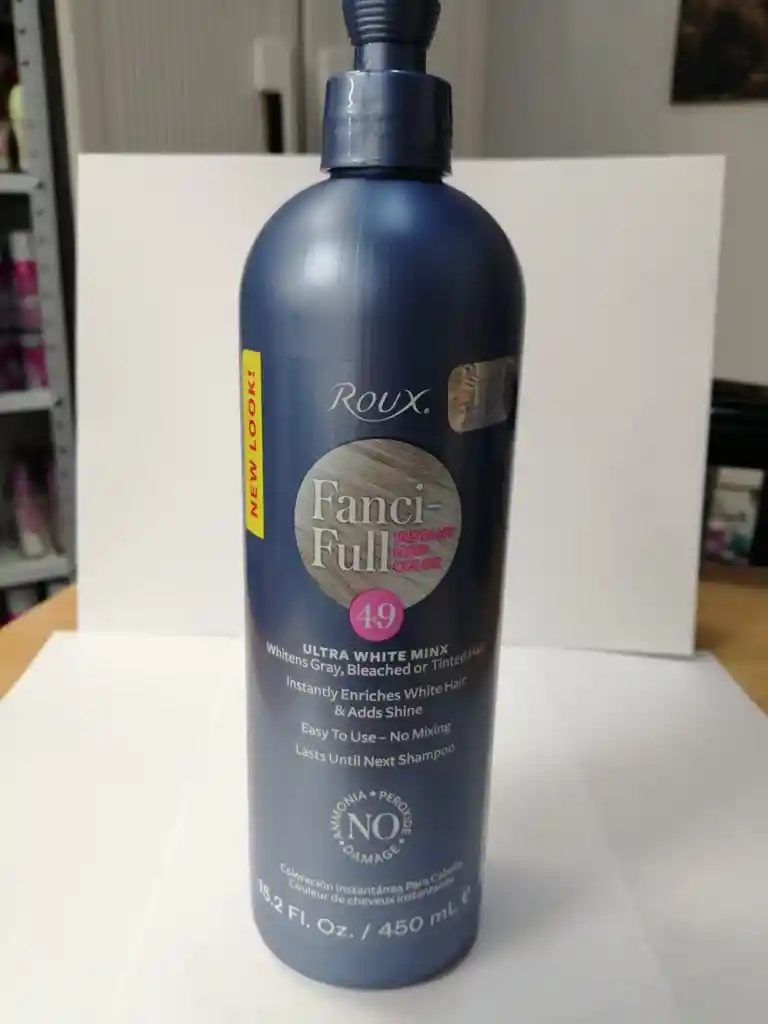 ROUX®
NEW LOOK!
Fanci-
Full
INSTANT
HAIR
COLOR
49
ULTRA WHITE MINX
Whitens Gray, Bleached or Tinted Hair
Instantly Enriches White Hair
& Adds Shine
Easy To Use – No Mixing
Lasts Until Next Shampoo
AMMONIA • PEROXIDE
NO
• DAMAGE •
Coloración Instantánea Para Cabello
Couleur de cheveux instantanée
15.2 Fl. Oz. / 450 mL e